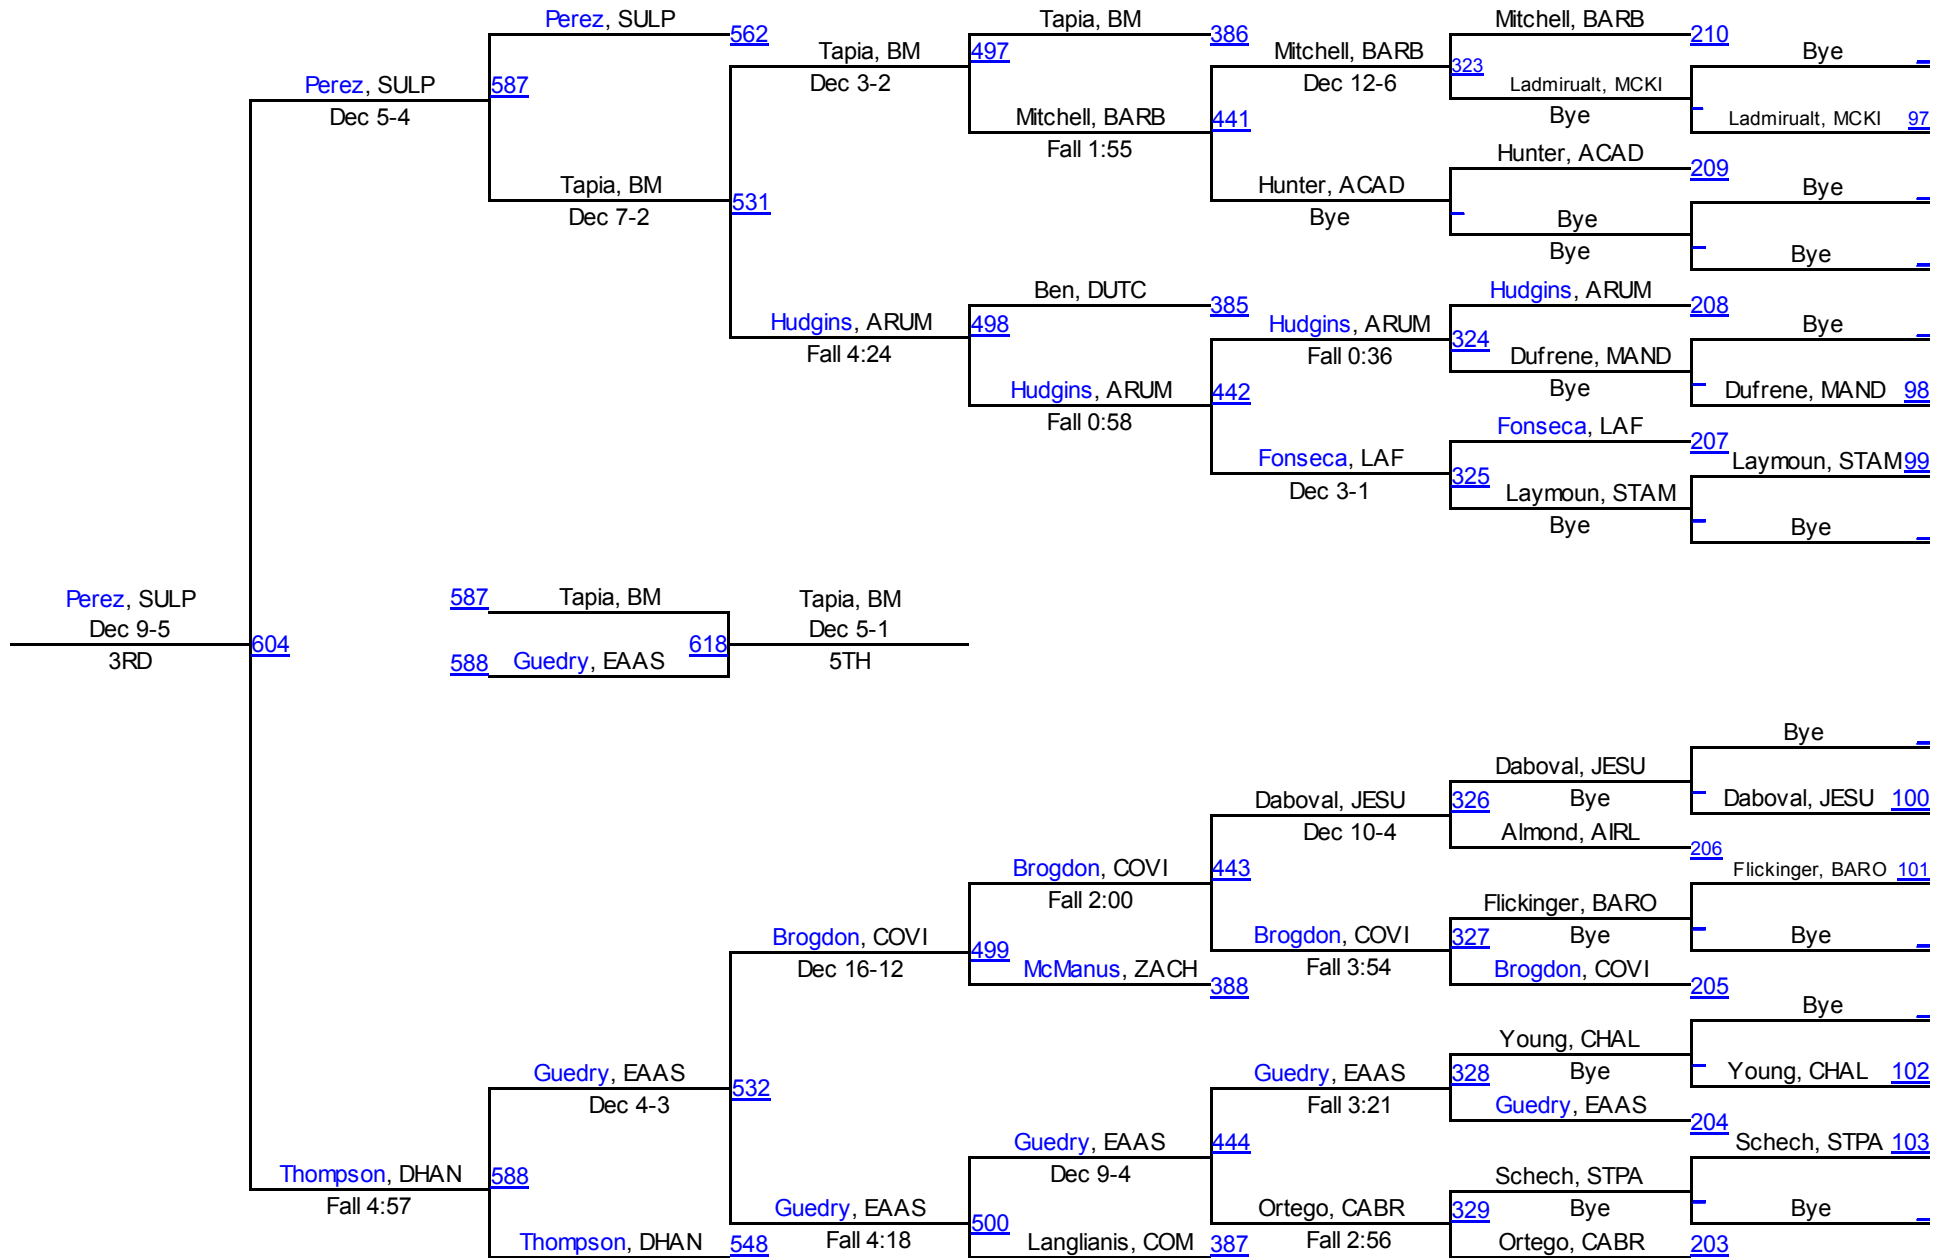 Perez, SULP
562
Tapia, BM
Dec 3-2
497
Tapia, BM
386
Mitchell, BARB
Dec 12-6
323
Mitchell, BARB
210
Bye
Ladmirualt, MCKI
Bye
Ladmirualt, MCKI 97
Perez, SULP
Dec 5-4
587
Mitchell, BARB
Fall 1:55
441
Hunter, ACAD
209
Bye
Hunter, ACAD
Bye
Bye
Bye
Bye
Tapia, BM
Dec 7-2
531
Ben, DUTC
385
Hudgins, ARUM
208
Bye
Hudgins, ARUM
Fall 4:24
498
Hudgins, ARUM
Fall 0:36
324
Dufrene, MAND
Bye
Dufrene, MAND 98
Hudgins, ARUM
Fall 0:58
442
Fonseca, LAF
207
Laymoun, STAM 99
Fonseca, LAF
Dec 3-1
325
Laymoun, STAM
Bye
Bye
Perez, SULP
Dec 9-5
3RD
604
587 Tapia, BM
588 Guedry, EAAS
618
Tapia, BM
Dec 5-1
5TH
Bye
Daboval, JESU
Bye
Daboval, JESU 100
Daboval, JESU
Dec 10-4
326
Almond, AIRL
206
Flickinger, BARO 101
Brogdon, COVI
Fall 2:00
443
Flickinger, BARO
Bye
Bye
Brogdon, COVI
Dec 16-12
499
Brogdon, COVI
Fall 3:54
327
Brogdon, COVI
205
McManus, ZACH
388
Bye
Young, CHAL
Bye
Young, CHAL 102
Guedry, EAAS
Dec 4-3
532
Guedry, EAAS
Fall 3:21
328
Guedry, EAAS
204
Guedry, EAAS
Dec 9-4
444
Schech, STPA 103
Thompson, DHAN
Fall 4:57
588
Schech, STPA
Bye
Bye
Guedry, EAAS
Fall 4:18
500
Ortego, CABR
Fall 2:56
329
Thompson, DHAN
548
Langlianis, COM
387
Ortego, CABR
203